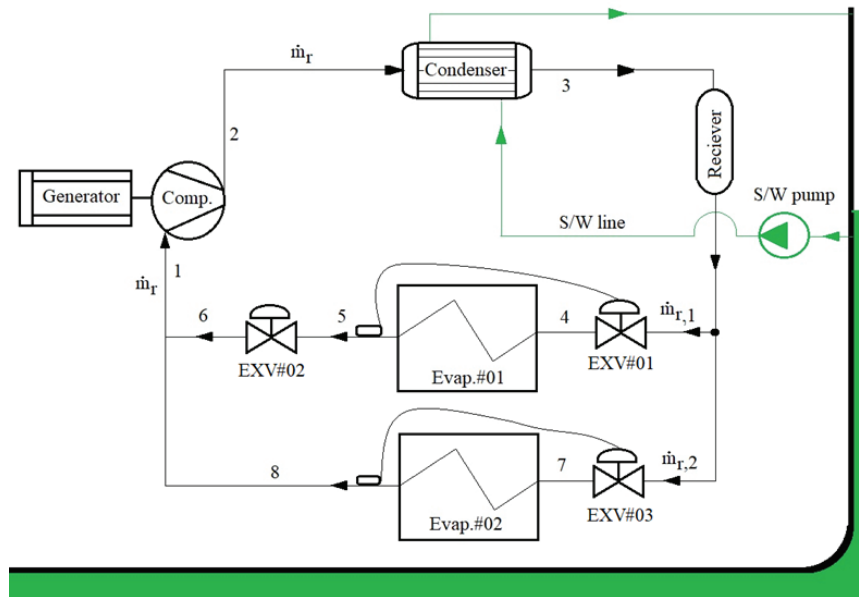 ṁr
Condenser
3
2
Reciever
Generator
Comp.
S/W pump
S/W line
1
ṁr
6
5
4
ṁr,1
EXV#02
Evap.#01
EXV#01
8
7
ṁr,2
Evap.#02
EXV#03